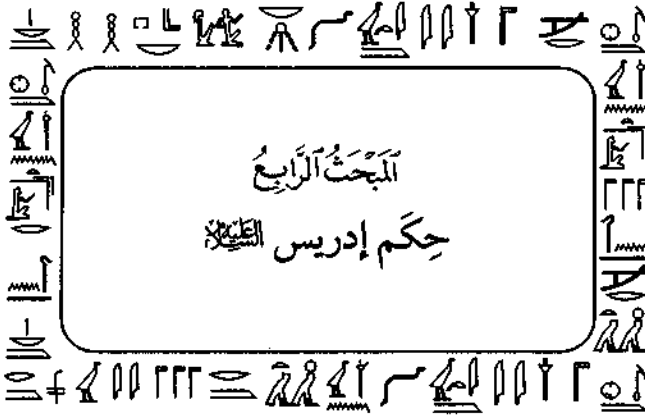 المَبْحَثُ الرَّابِعُ
حِكَم إدريس عليه السلام